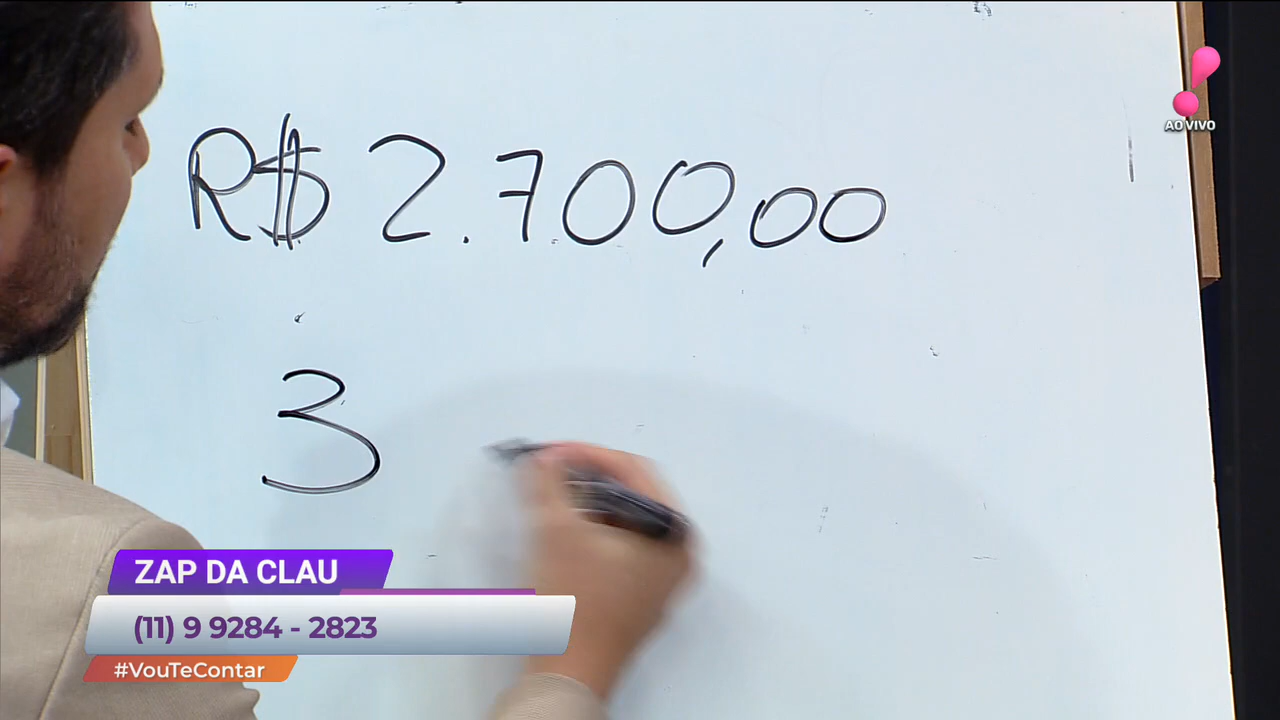 AO VIVO
R$ 2.700,00
3
ZAP DA CLAU
(11) 9 9284 - 2823
#VouTeContar